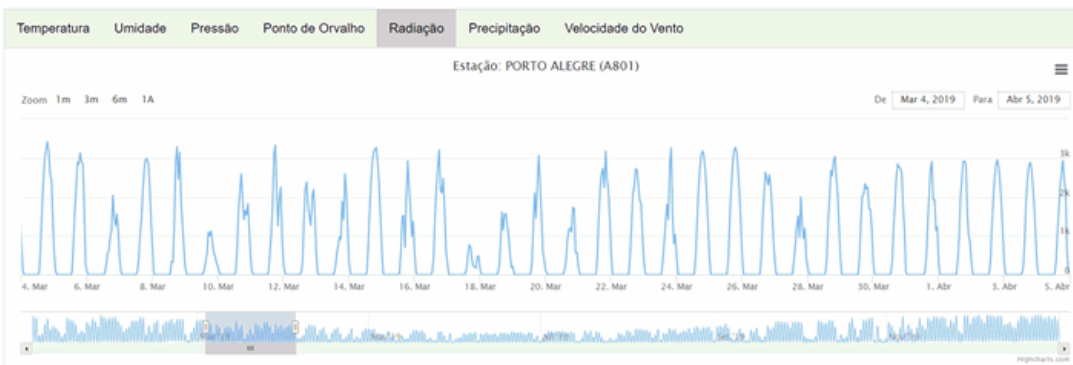 Temperatura Umidade Pressão Ponto de Orvalho Radiação Precipitação Velocidade do Vento
Estação: PORTO ALEGRE (A801)
Zoom 1m 3m 6m 1A De Mar 4, 2019 Para Abr 5, 2019
3k
2k
1k
0
4. Mar 6. Mar 8. Mar 10. Mar 12. Mar 14. Mar 16. Mar 18. Mar 20. Mar 22. Mar 24. Mar 26. Mar 28. Mar 30. Mar 1. Abr 3. Abr 5. Abr
Highcharts.com